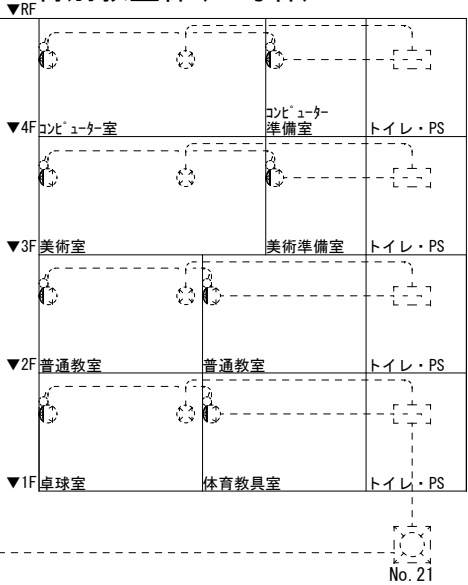 ▼RF
コンピューター
▼4F コンピューター室 準備室 トイレ・PS
▼3F 美術室 美術準備室 トイレ・PS
▼2F 普通教室 普通教室 トイレ・PS
▼1F 卓球室 体育教具室 トイレ・PS
No.21